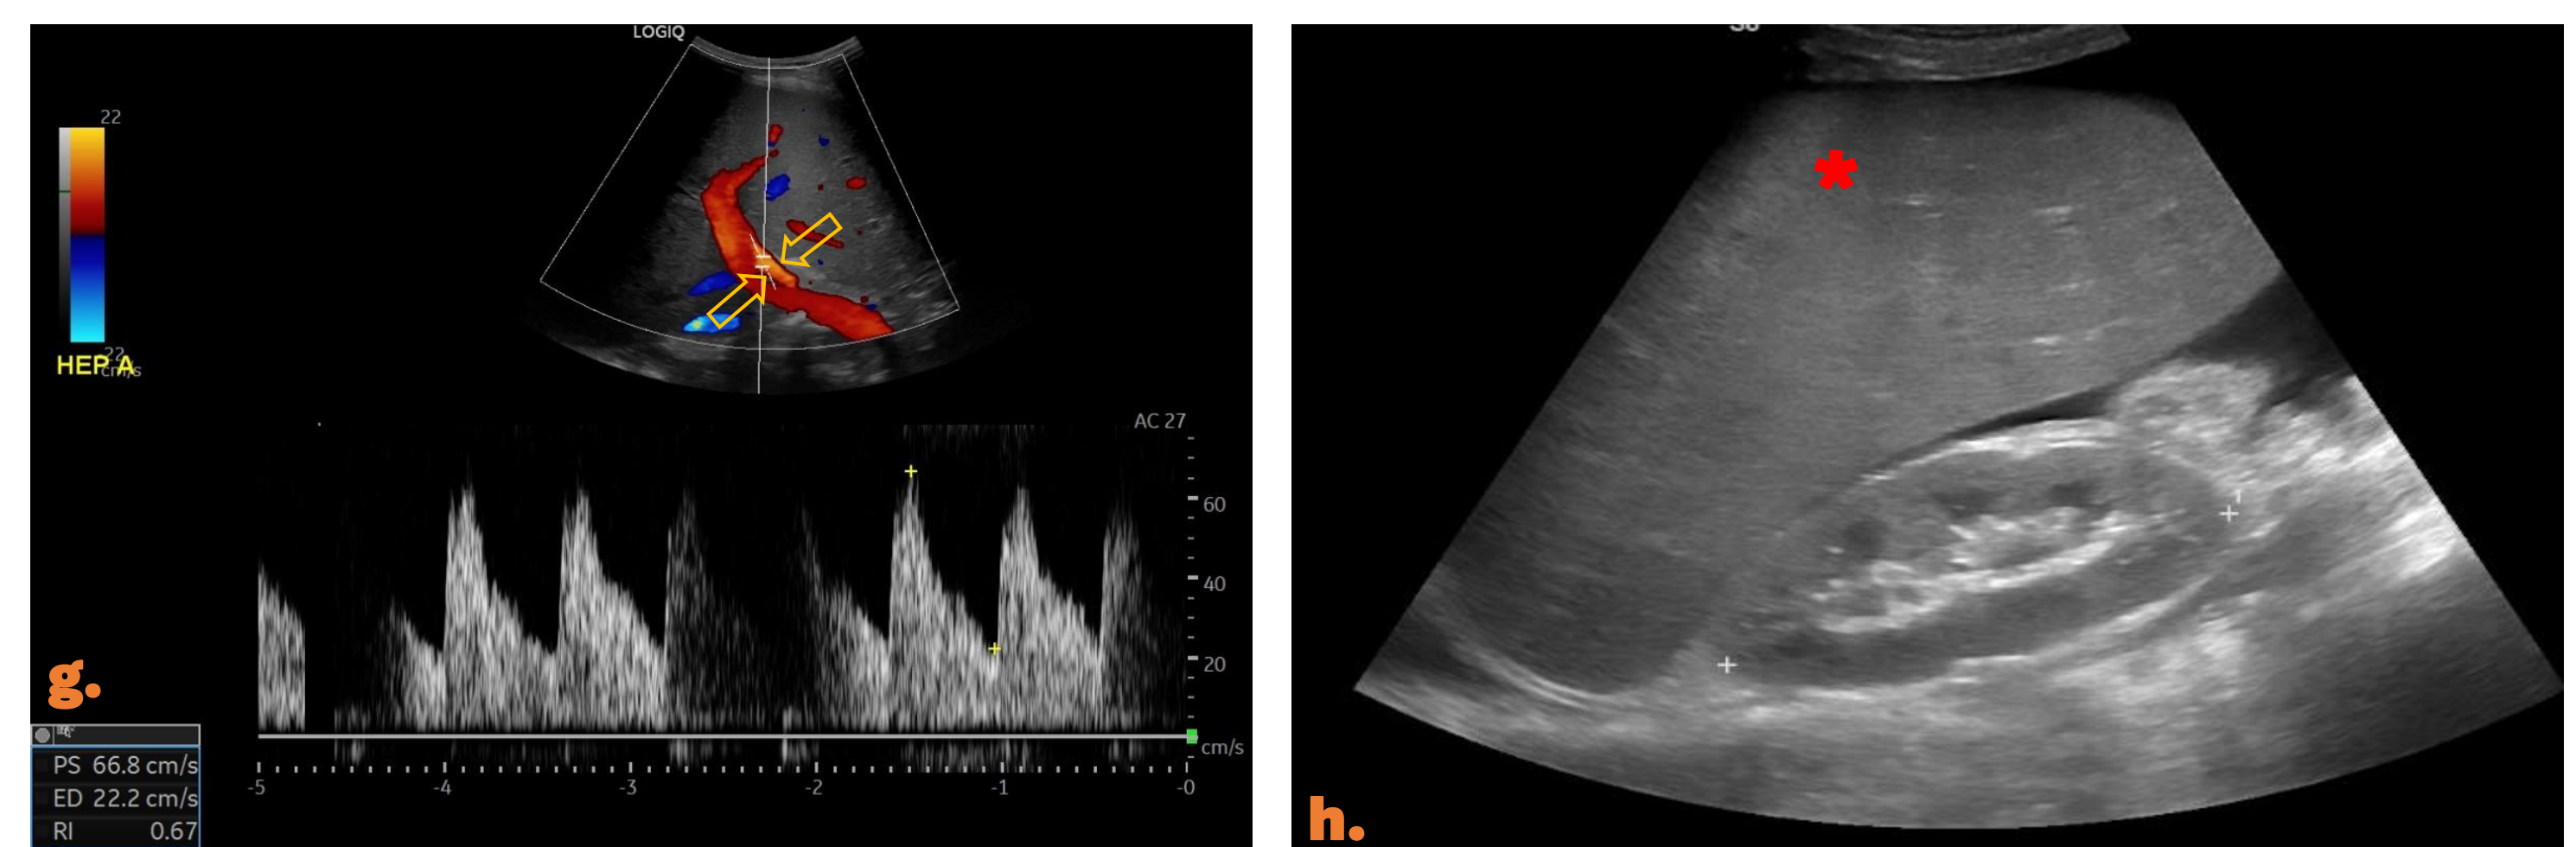 LOGIQ
22
22
cm/s
HEP A
AC 27
60
40
20
cm/s
-5 -4 -3 -2 -1 -0
g.
PS 66.8 cm/s
ED 22.2 cm/s
RI 0.67
*
h.